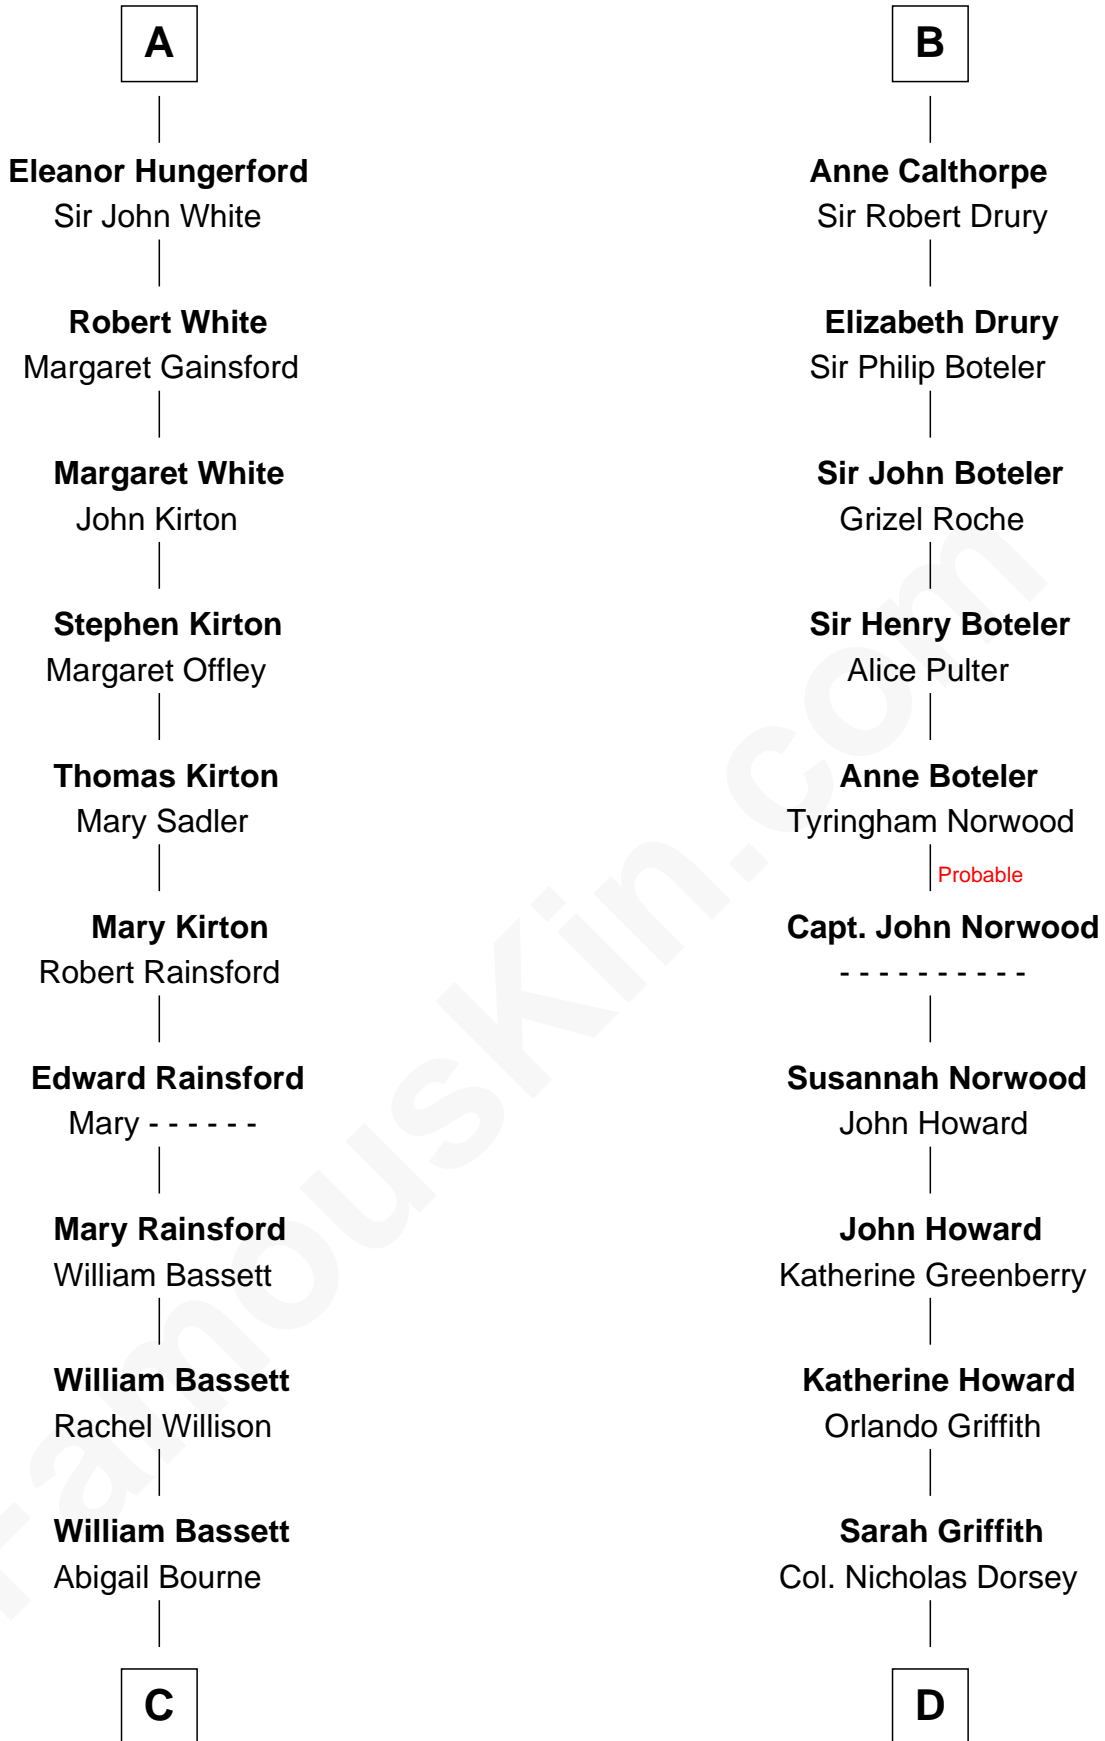 A
Eleanor Hungerford
Sir John White
Robert White
Margaret Gainsford
Margaret White
John Kirton
Stephen Kirton
Margaret Offley
Thomas Kirton
Mary Sadler
Mary Kirton
Robert Rainsford
Edward Rainsford
Mary - - - - - -
Mary Rainsford
William Bassett
William Bassett
Rachel Willison
William Bassett
Abigail Bourne
C
B
Anne Calthorpe
Sir Robert Drury
Elizabeth Drury
Sir Philip Boteler
Sir John Boteler
Grizel Roche
Sir Henry Boteler
Alice Pulter
Anne Boteler
Tyringham Norwood
Probable
Capt. John Norwood
- - - - - - - - - -
Susannah Norwood
John Howard
John Howard
Katherine Greenberry
Katherine Howard
Orlando Griffith
Sarah Griffith
Col. Nicholas Dorsey
D
FamousKin.com